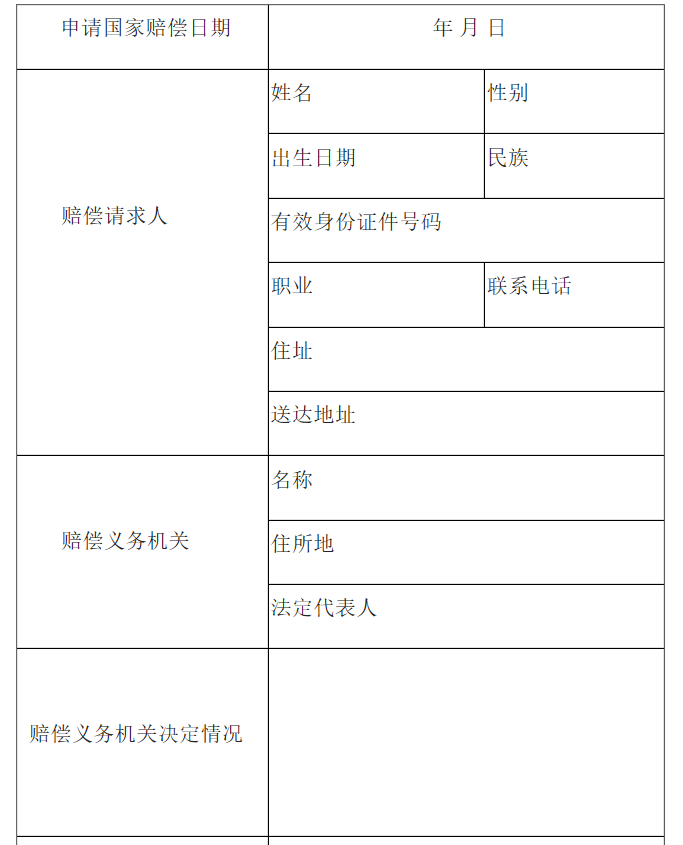 申请国家赔偿日期
年 月 日
赔偿请求人
姓名
性别
出生日期
民族
有效身份证件号码
职业
联系电话
住址
送达地址
赔偿义务机关
名称
住所地
法定代表人
赔偿义务机关决定情况